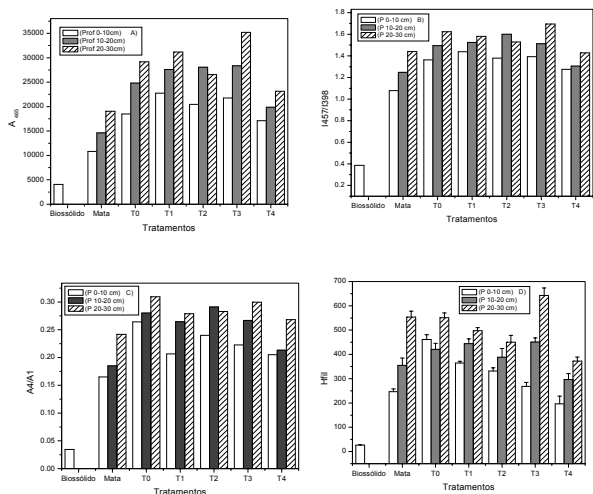 (Prof 0-10cm) A)
(Prof 10-20cm)
(Prof 20-30cm)
35000
30000
25000
20000
15000
10000
5000
0
A 465
Biossólido Mata T0 T1 T2 T3 T4
Tratamentos
(P 0-10 cm) B)
(P 10-20 cm)
(P 20-30 cm)
1.8
1.6
1.4
1.2
1.0
0.8
0.6
0.4
0.2
I457/I398
Biossólido Mata T0 T1 T2 T3 T4
Tratamentos
(P 0-10 cm) C)
(P 10-20 cm)
(P 20-30 cm)
0.30
0.25
0.20
0.15
0.10
0.05
0.00
A4/A1
Biossólido Mata T0 T1 T2 T3 T4
Tratamentos
(P 0-10 cm) D)
(P 10-20 cm)
(P 20-30 cm)
700
600
500
400
300
200
100
0
Hfil
Biossólido Mata T0 T1 T2 T3 T4
Tratamentos